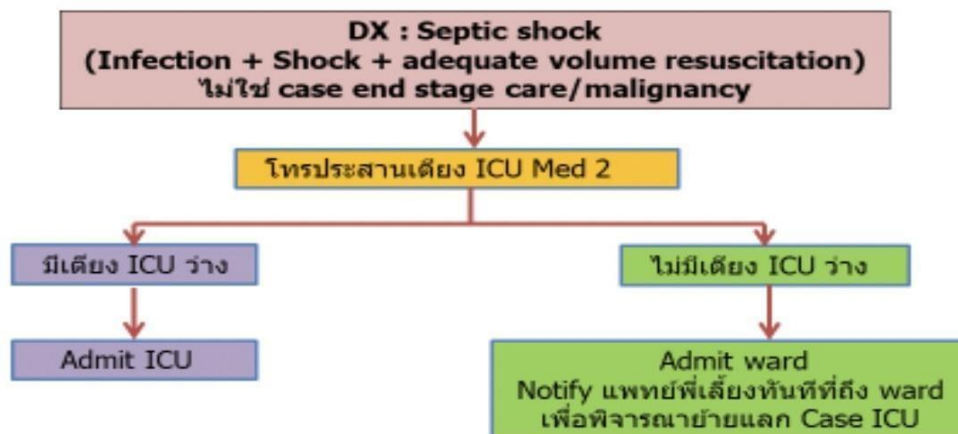 DX : Septic shock
(Infection + Shock + adequate volume resuscitation)
ไม่ใช่ case end stage care/malignancy
โทรประสานเตียง ICU Med 2
มีเตียง ICU ว่าง
ไม่มีเตียง ICU ว่าง
Admit ICU
Admit ward
Notify แพทย์พี่เลี้ยงทันทีที่ถึง ward
เพื่อพิจารณาย้ายแลก Case ICU